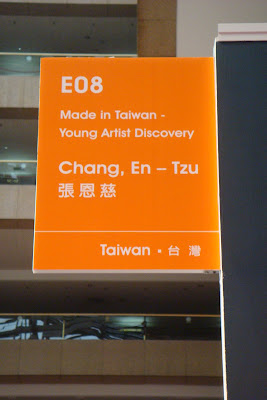 E08
Made in Taiwan -
Young Artist Discovery
Chang, En – Tzu
張恩慈
Taiwan • 台灣